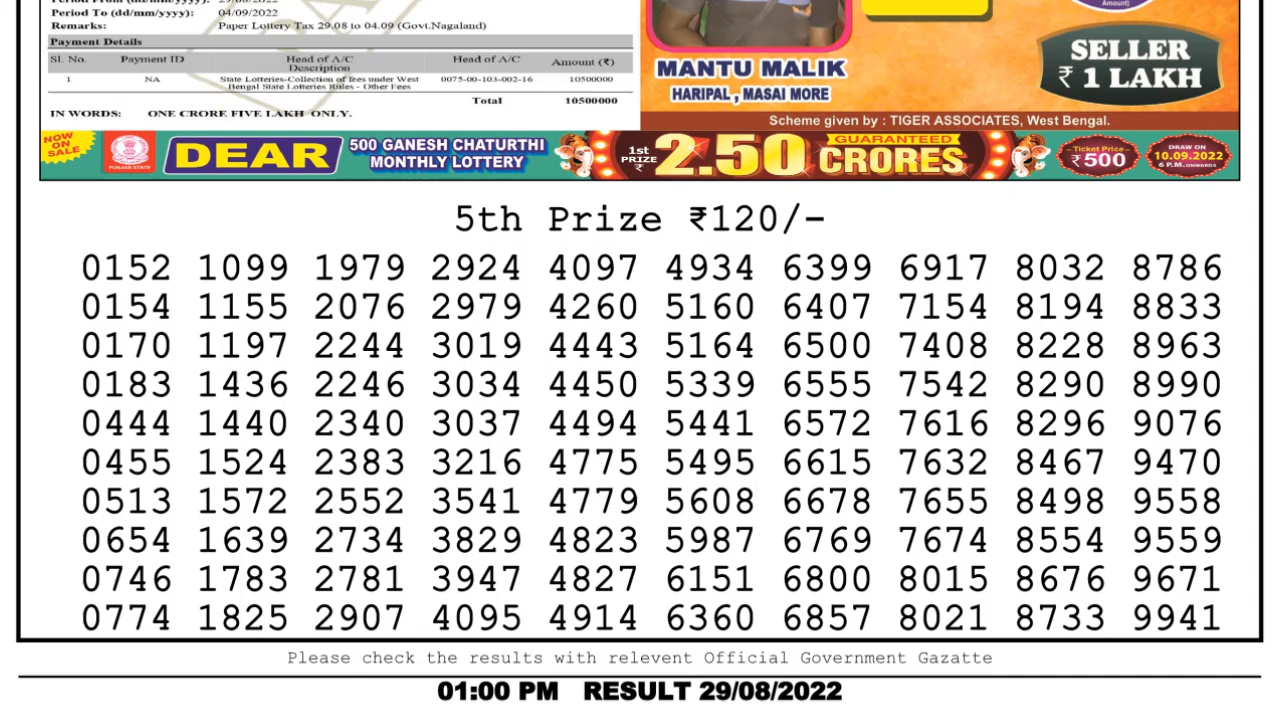 Period To (dd/mm/yyyy): 04/09/2022
Remarks: Paper Lottery Tax 29.08 to 04.09 (Govt.Nagaland)
Payment Details
Sl. No. Payment ID Head of A/C Description Head of A/C Amount (₹)
1 NA State Lotteries-Collection of fees under West Bengal State Lotteries Rules - Other Fees 0075-00-103-002-16 10500000
Total 10500000
IN WORDS: ONE CRORE FIVE LAKH ONLY.
Amount)
MANTU MALIK
HARIPAL , MASAI MORE
SELLER
₹ 1 LAKH
Scheme given by : TIGER ASSOCIATES, West Bengal.
NOW ON SALE
PUNJAB STATE
DEAR
500 GANESH CHATURTHI
MONTHLY LOTTERY
1st PRIZE ₹
2.50
GUARANTEED
CRORES
Ticket Price
₹500
DRAW ON
10.09.2022
6 P.M. ONWARDS
5th Prize ₹120/-
0152 1099 1979 2924 4097 4934 6399 6917 8032 8786
0154 1155 2076 2979 4260 5160 6407 7154 8194 8833
0170 1197 2244 3019 4443 5164 6500 7408 8228 8963
0183 1436 2246 3034 4450 5339 6555 7542 8290 8990
0444 1440 2340 3037 4494 5441 6572 7616 8296 9076
0455 1524 2383 3216 4775 5495 6615 7632 8467 9470
0513 1572 2552 3541 4779 5608 6678 7655 8498 9558
0654 1639 2734 3829 4823 5987 6769 7674 8554 9559
0746 1783 2781 3947 4827 6151 6800 8015 8676 9671
0774 1825 2907 4095 4914 6360 6857 8021 8733 9941
Please check the results with relevent Official Government Gazatte
01:00 PM RESULT 29/08/2022